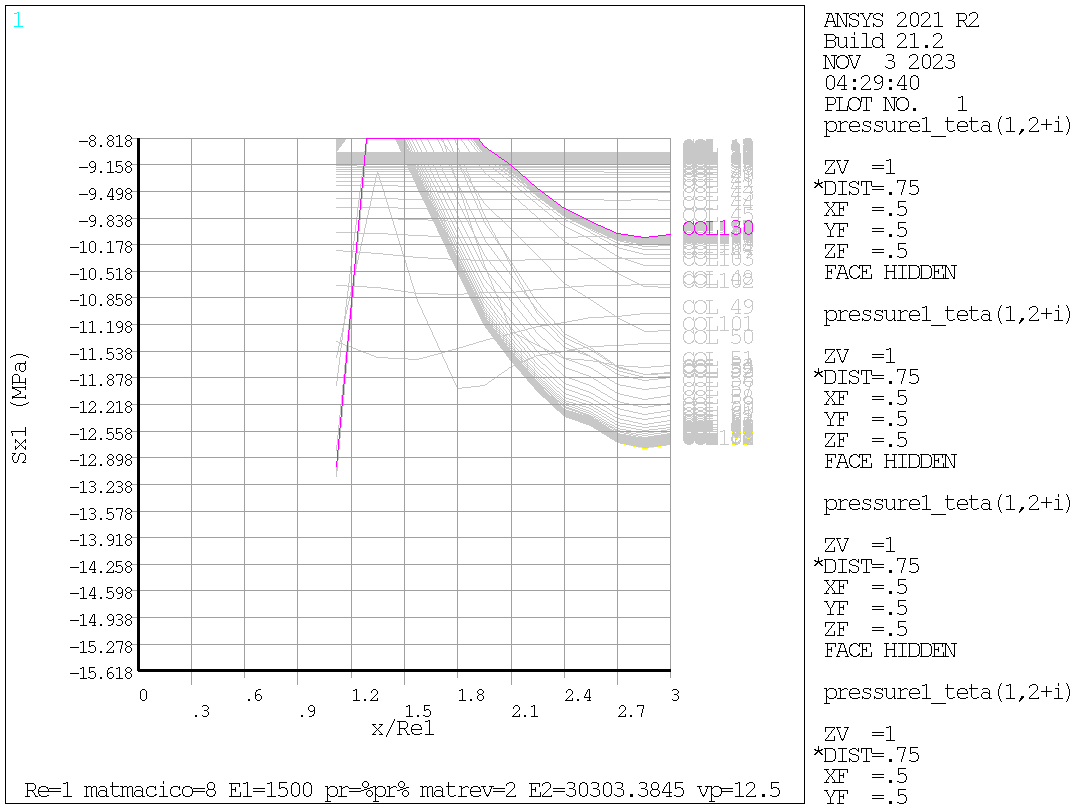 1
ANSYS 2021 R2
Build 21.2
NOV 3 2023
04:29:40
PLOT NO. 1
pressure1_teta(1,2+i)
ZV =1
*DIST=.75
XF =.5
YF =.5
ZF =.5
FACE HIDDEN
pressure1_teta(1,2+i)
ZV =1
*DIST=.75
XF =.5
YF =.5
ZF =.5
FACE HIDDEN
pressure1_teta(1,2+i)
ZV =1
*DIST=.75
XF =.5
YF =.5
ZF =.5
FACE HIDDEN
pressure1_teta(1,2+i)
ZV =1
*DIST=.75
XF =.5
YF =.5
Sx1 (MPa)
-8.818
-9.158
-9.498
-9.838
-10.178
-10.518
-10.858
-11.198
-11.538
-11.878
-12.218
-12.558
-12.898
-13.238
-13.578
-13.918
-14.258
-14.598
-14.938
-15.278
-15.618
COL130
COL 49
COL101
COL 50
0
.3
.6
.9
1.2
1.5
1.8
2.1
2.4
2.7
3
x/Re1
Re=1 matmacico=8 E1=1500 pr=%pr% matrev=2 E2=30303.3845 vp=12.5